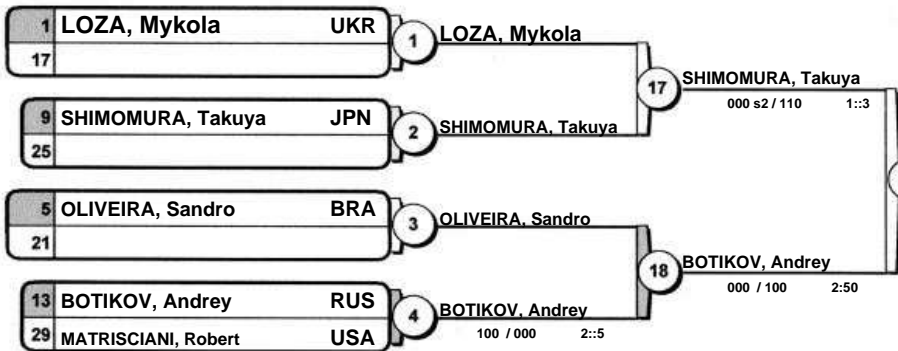 1 LOZA, Mykola UKR
17
1 LOZA, Mykola
9 SHIMOMURA, Takuya JPN
25
2 SHIMOMURA, Takuya
17 SHIMOMURA, Takuya
000 s2 / 110 1::3
5 OLIVEIRA, Sandro BRA
21
3 OLIVEIRA, Sandro
13 BOTIKOV, Andrey RUS
29 MATRISCIANI, Robert USA
4 BOTIKOV, Andrey
100 / 000 2::5
18 BOTIKOV, Andrey
000 / 100 2:50